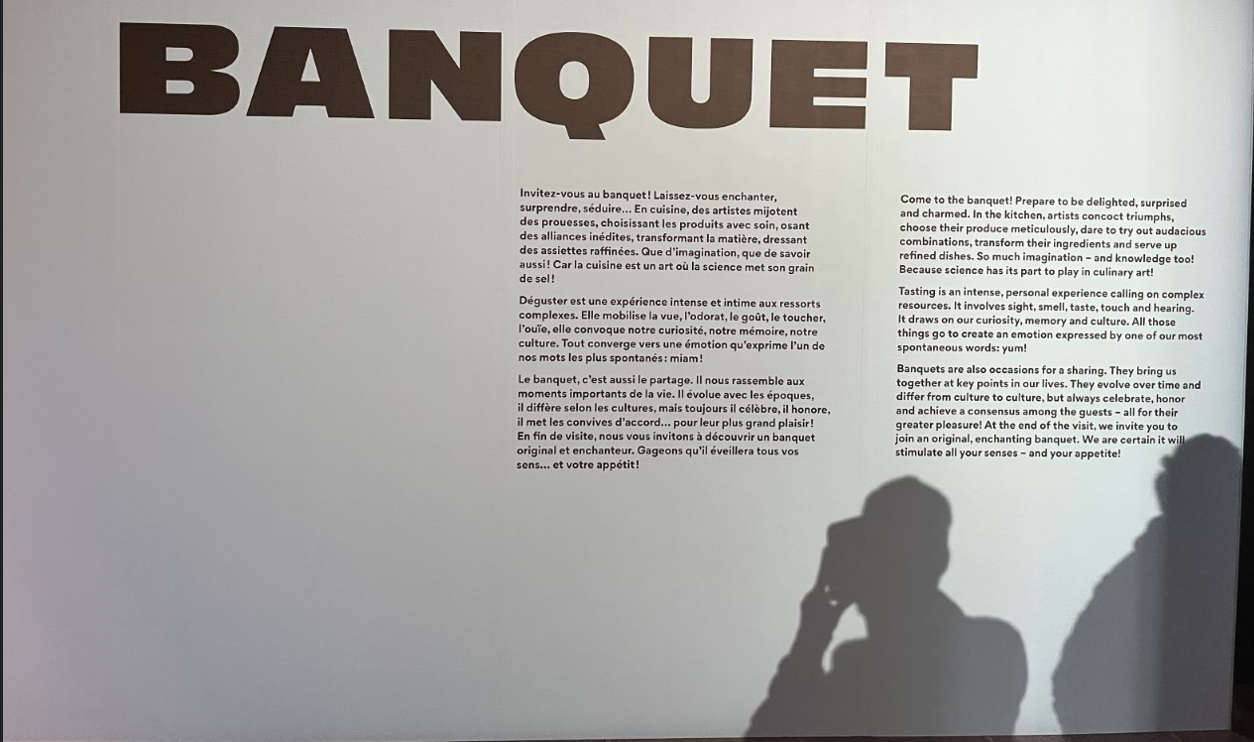 BANQUET
Invitez-vous au banquet! Laissez-vous enchanter,
surprendre, séduire... En cuisine, des artistes mijotent
des prouesses, choisissant les produits avec soin, osant
des alliances inédites, transformant la matière, dressant
des assiettes raffinées. Que d'imagination, que de savoir
aussi! Car la cuisine est un art où la science met son grain
de sel!
Déguster est une expérience intense et intime aux ressorts
complexes. Elle mobilise la vue, l'odorat, le goût, le toucher,
l'ouïe, elle convoque notre curiosité, notre mémoire, notre
culture. Tout converge vers une émotion qu'exprime l'un de
nos mots les plus spontanés: miam!
Le banquet, c'est aussi le partage. Il nous rassemble aux
moments importants de la vie. Il évolue avec les époques,
il diffère selon les cultures, mais toujours il célèbre, il honore,
il met les convives d'accord... pour leur plus grand plaisir!
En fin de visite, nous vous invitons à découvrir un banquet
original et enchanteur. Gageons qu'il éveillera tous vos
sens... et votre appétit!
Come to the banquet! Prepare to be delighted, surprised
and charmed. In the kitchen, artists concoct triumphs,
choose their produce meticulously, dare to try out audacious
combinations, transform their ingredients and serve up
refined dishes. So much imagination – and knowledge too!
Because science has its part to play in culinary art!
Tasting is an intense, personal experience calling on complex
resources. It involves sight, smell, taste, touch and hearing.
It draws on our curiosity, memory and culture. All those
things go to create an emotion expressed by one of our most
spontaneous words: yum!
Banquets are also occasions for a sharing. They bring us
together at key points in our lives. They evolve over time and
differ from culture to culture, but always celebrate, honor
and achieve a consensus among the guests – all for their
greater pleasure! At the end of the visit, we invite you to
join an original, enchanting banquet. We are certain it will
stimulate all your senses – and your appetite!